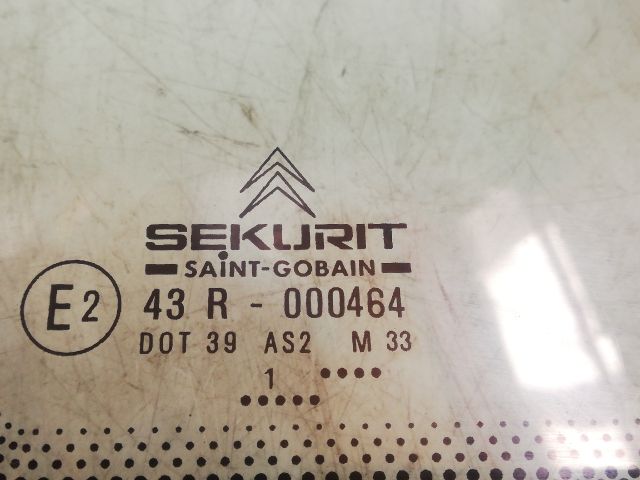 SEKURIT
SAINT-GOBAIN
E2 43 R - 000464
DOT 39 AS2 M 33
1